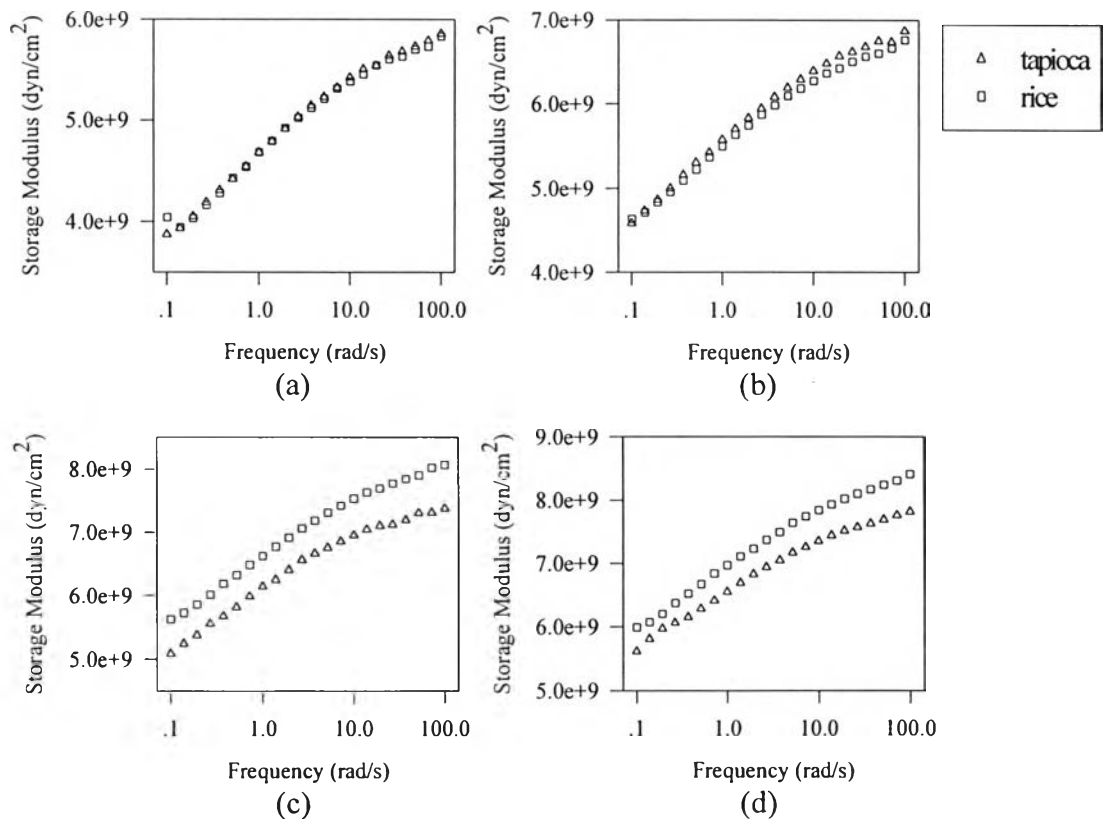 Storage Modulus (dyn/cm²)
6.0e+9
5.0e+9
4.0e+9
.1 1.0 10.0 100.0
Frequency (rad/s)
(a)
Storage Modulus (dyn/cm²)
7.0e+9
6.0e+9
5.0e+9
4.0e+9
.1 1.0 10.0 100.0
Frequency (rad/s)
(b)
tapioca
rice
Storage Modulus (dyn/cm²)
8.0e+9
7.0e+9
6.0e+9
5.0e+9
.1 1.0 10.0 100.0
Frequency (rad/s)
(c)
Storage Modulus (dyn/cm²)
9.0e+9
8.0e+9
7.0e+9
6.0e+9
5.0e+9
.1 1.0 10.0 100.0
Frequency (rad/s)
(d)